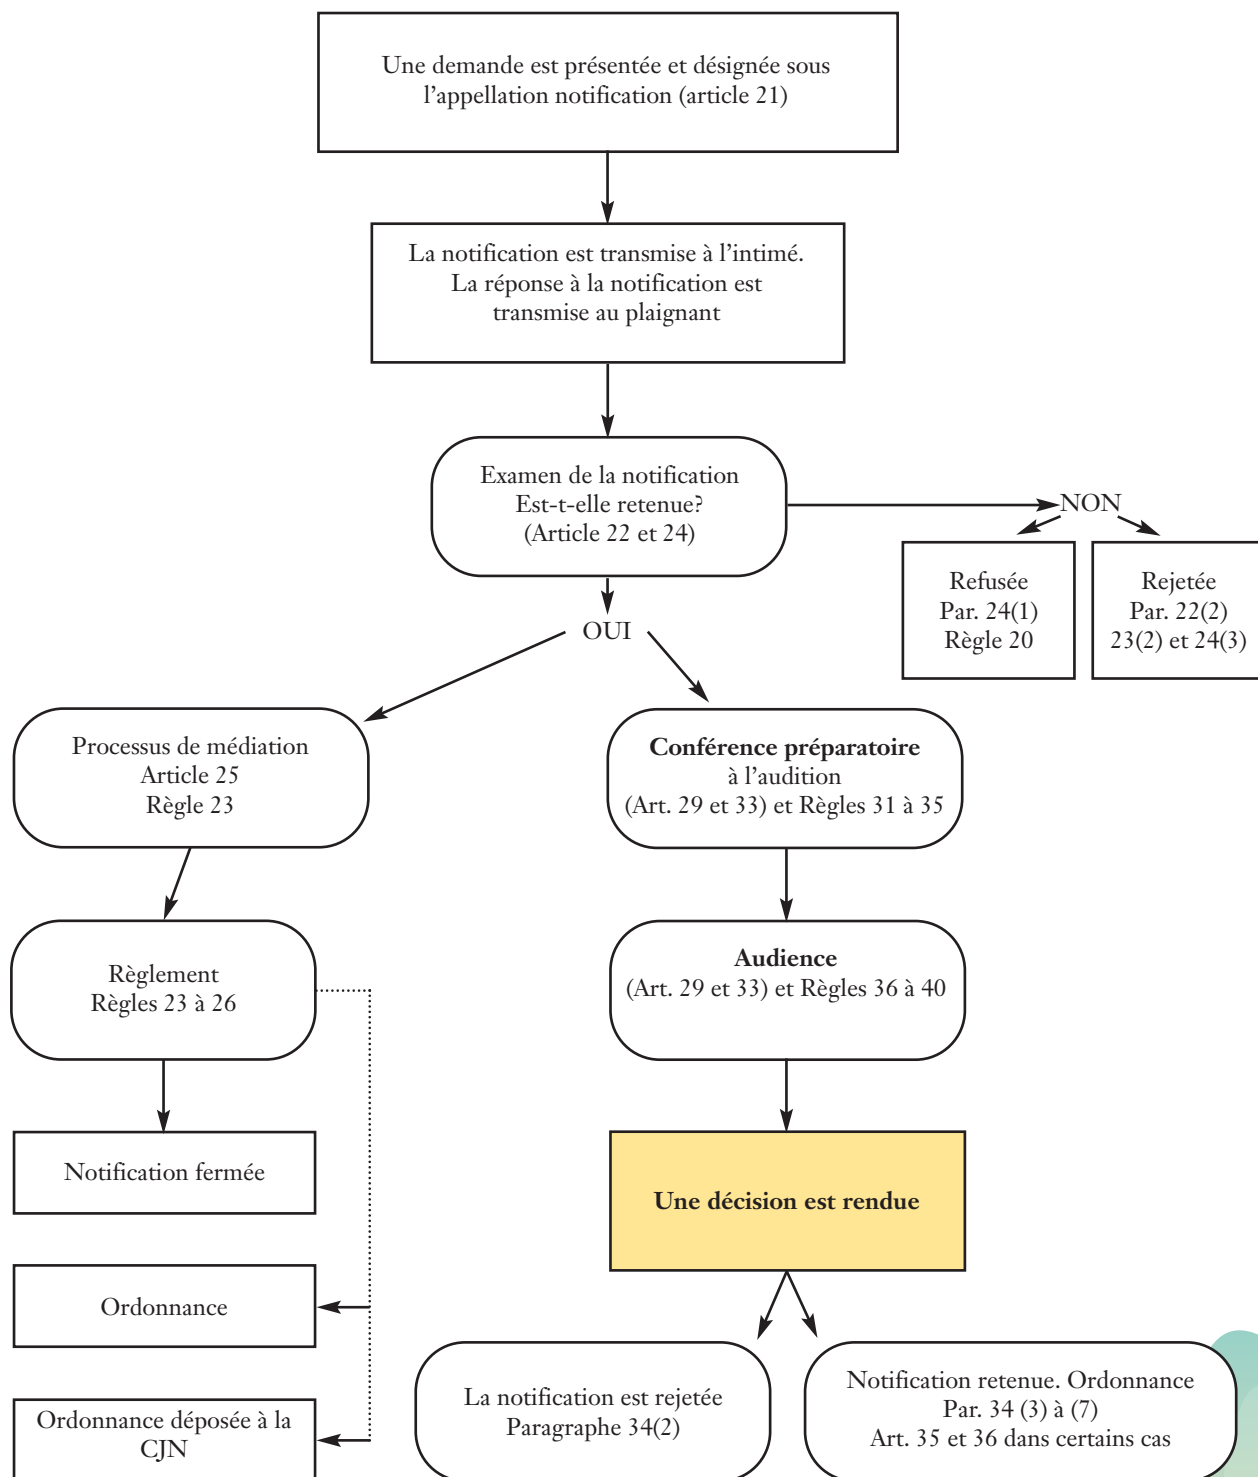 Une demande est présentée et désignée sous
l’appellation notification (article 21)
La notification est transmise à l’intimé.
La réponse à la notification est
transmise au plaignant
Examen de la notification
Est-t-elle retenue?
(Article 22 et 24)
NON
Refusée
Par. 24(1)
Règle 20
Rejetée
Par. 22(2)
23(2) et 24(3)
OUI
Processus de médiation
Article 25
Règle 23
Conférence préparatoire
à l’audition
(Art. 29 et 33) et Règles 31 à 35
Règlement
Règles 23 à 26
Audience
(Art. 29 et 33) et Règles 36 à 40
Notification fermée
Une décision est rendue
Ordonnance
Ordonnance déposée à la
CJN
La notification est rejetée
Paragraphe 34(2)
Notification retenue. Ordonnance
Par. 34 (3) à (7)
Art. 35 et 36 dans certains cas